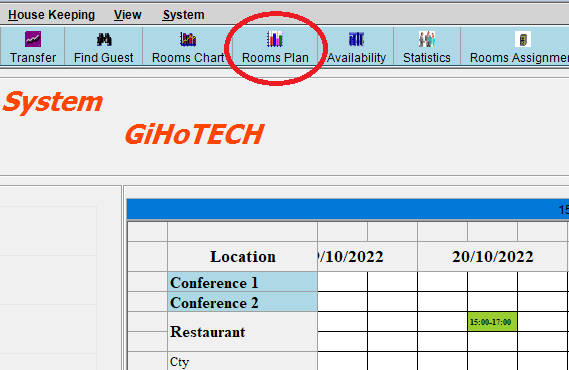 House Keeping View System
Transfer Find Guest Rooms Chart Rooms Plan Availability Statistics Rooms Assignme
System
GiHoTECH
15
Location /10/2022 20/10/2022
Conference 1
Conference 2
15:00-17:00
Restaurant
Cty